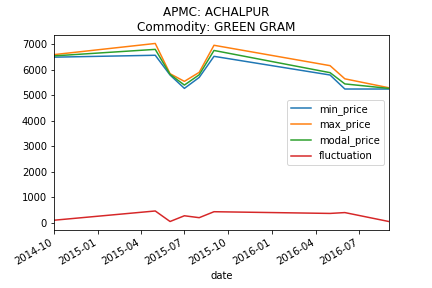 APMC: ACHALPUR
Commodity: GREEN GRAM
7000
6000
5000
4000
3000
2000
1000
0
min_price
max_price
modal_price
fluctuation
2014-10
2015-01
2015-04
2015-07
2015-10
2016-01
2016-04
2016-07
date